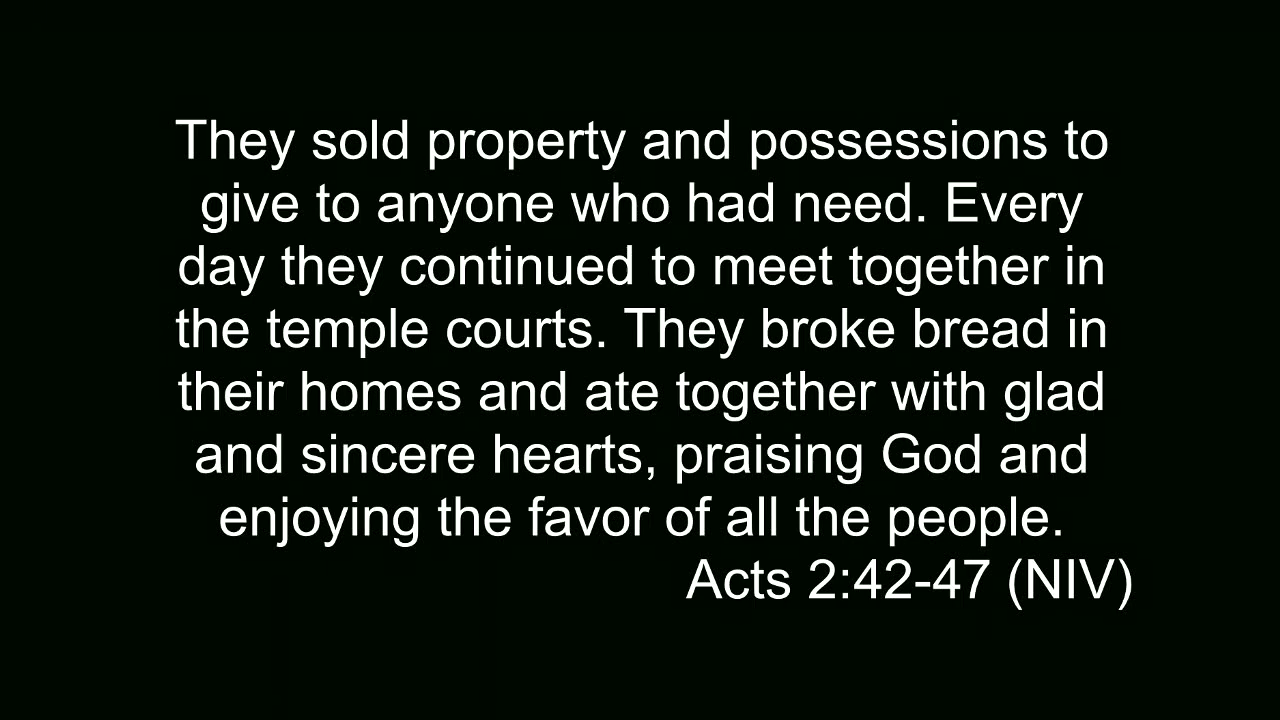 They sold property and possessions to
give to anyone who had need. Every
day they continued to meet together in
the temple courts. They broke bread in
their homes and ate together with glad
and sincere hearts, praising God and
enjoying the favor of all the people.
Acts 2:42-47 (NIV)